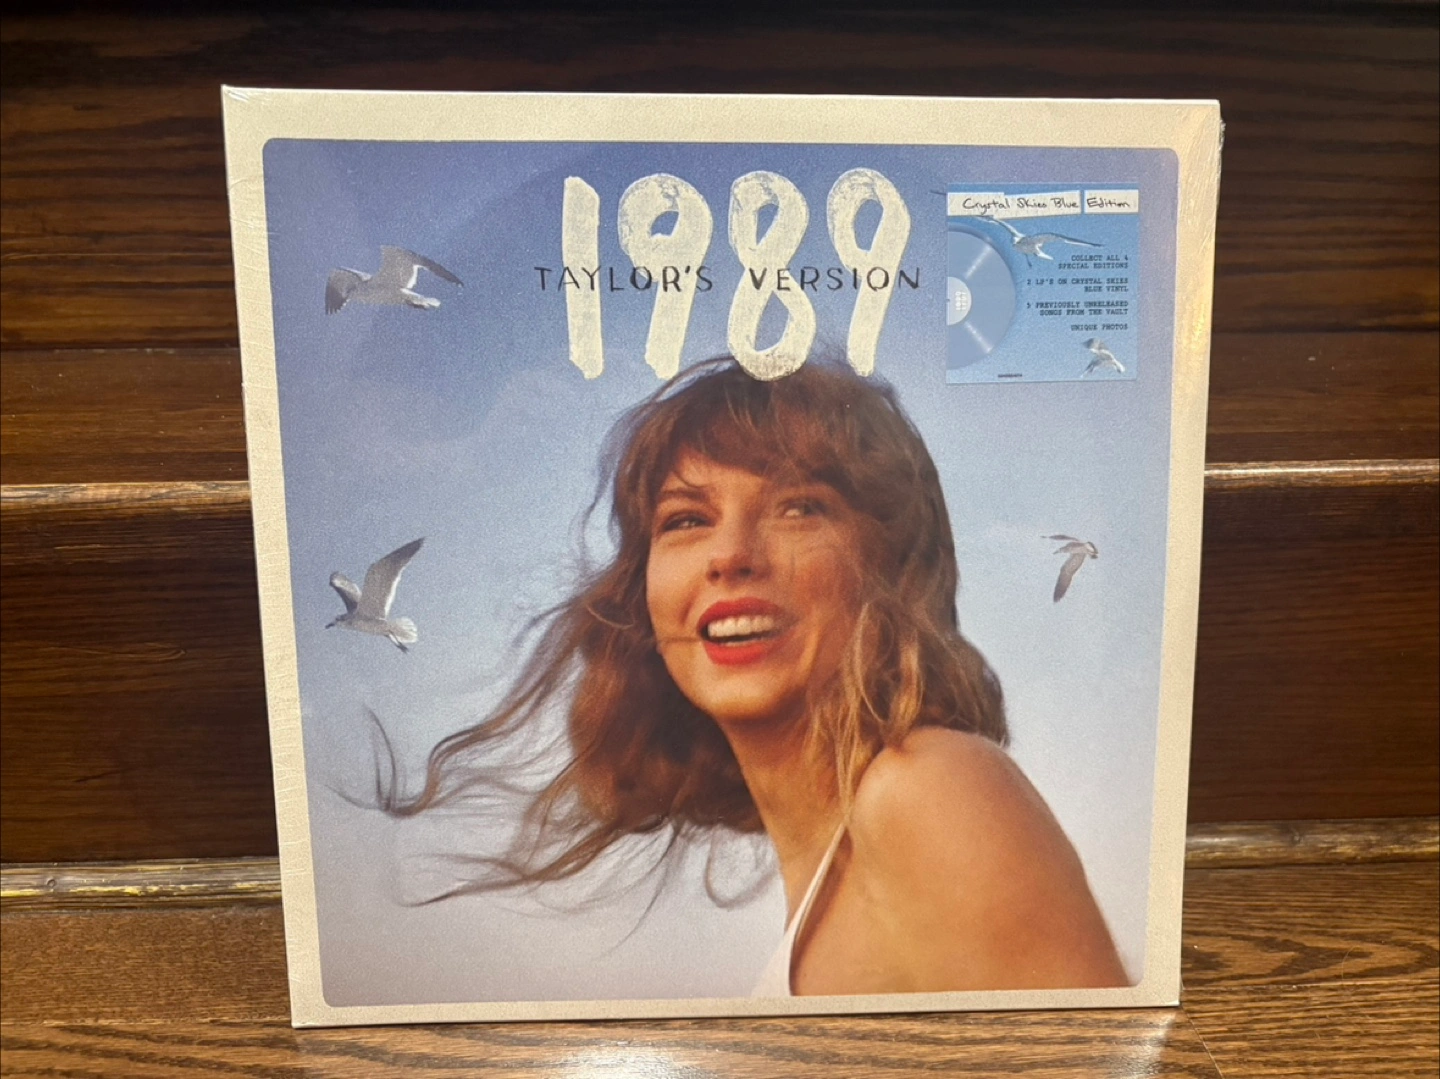 1989
TAYLOR'S VERSION
Crystal Skies Blue Edition
COLLECT ALL 4
SPECIAL EDITIONS
2 LP'S ON CRYSTAL SKIES
BLUE VINYL
5 PREVIOUSLY UNRELEASED
SONGS FROM THE VAULT
UNIQUE PHOTOS